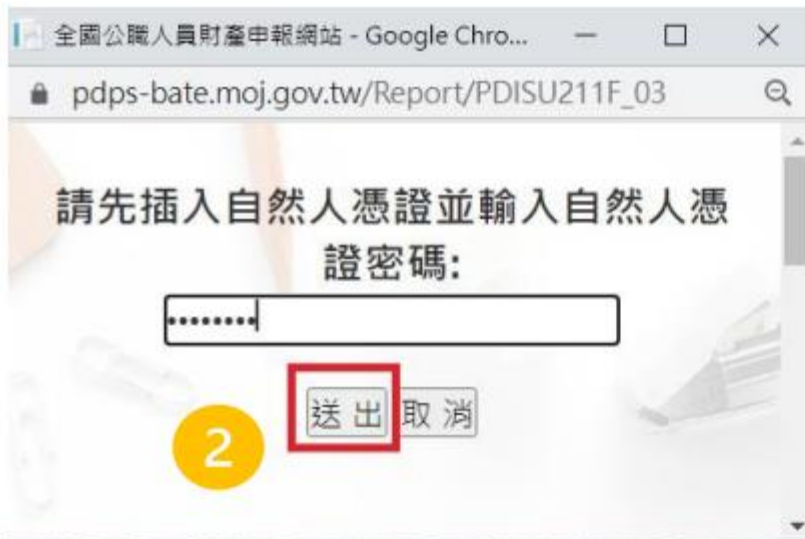 全國公職人員財產申報網站 - Google Chro...
pdps-bate.moj.gov.tw/Report/PDISU211F_03
請先插入自然人憑證並輸入自然人憑
證密碼:
••••••••
送出 取消
2